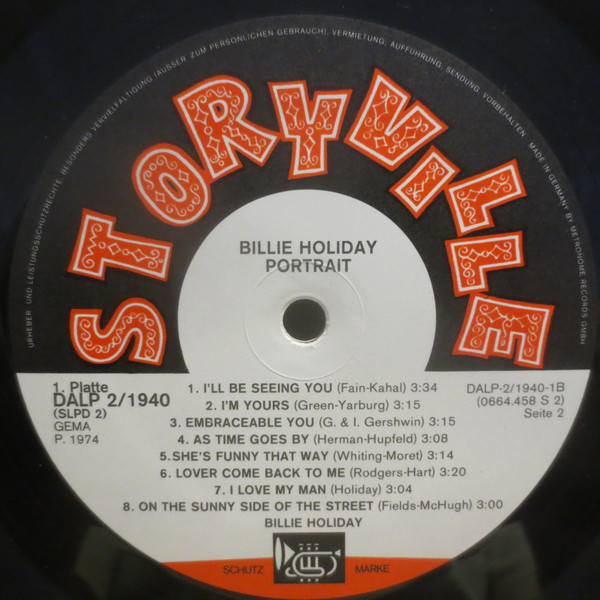 URHEBER UND LEISTUNGSSCHUTZRECHTE BESONDERS VERVIELFÄLTIGUNG (AUSSER ZUM PERSÖNLICHEN GEBRAUCH), VERMIETUNG, AUFFÜHRUNG, SENDUNG VORBEHALTEN MADE IN GERMANY BY METRONOME RECORDS GMBH
STORYVILLE
BILLIE HOLIDAY
PORTRAIT
1. Platte
DALP 2/1940
(SLPD 2)
GEMA
P. 1974
DALP-2/1940-1B
(0664.458 S 2)
Seite 2
1. I'LL BE SEEING YOU (Fain-Kahal) 3:34
2. I'M YOURS (Green-Yarburg) 3:15
3. EMBRACEABLE YOU (G. & I. Gershwin) 3:15
4. AS TIME GOES BY (Herman-Hupfeld) 3:08
5.SHE'S FUNNY THAT WAY (Whiting-Moret) 3:14
6. LOVER COME BACK TO ME (Rodgers-Hart) 3:20
7. I LOVE MY MAN (Holiday) 3:04
8. ON THE SUNNY SIDE OF THE STREET (Fields-McHugh) 3:00
BILLIE HOLIDAY
SCHUTZ MARKE